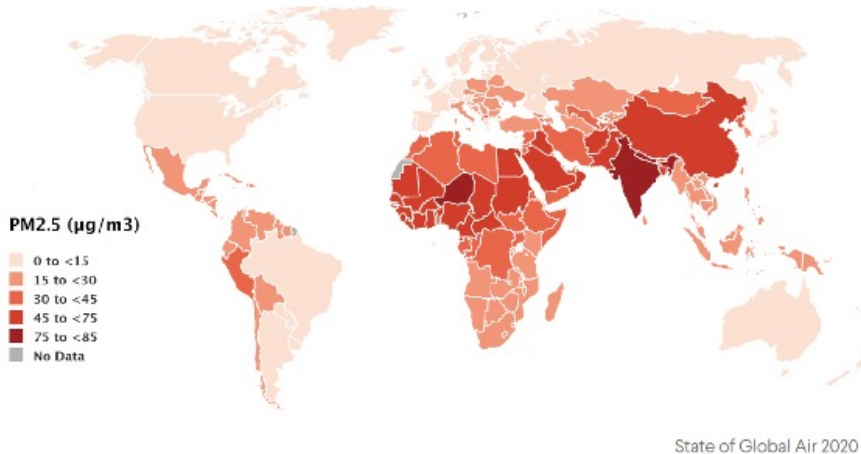 PM2.5 (µg/m3)
0 to <15
15 to <30
30 to <45
45 to <75
75 to <85
No Data
State of Global Air 2020